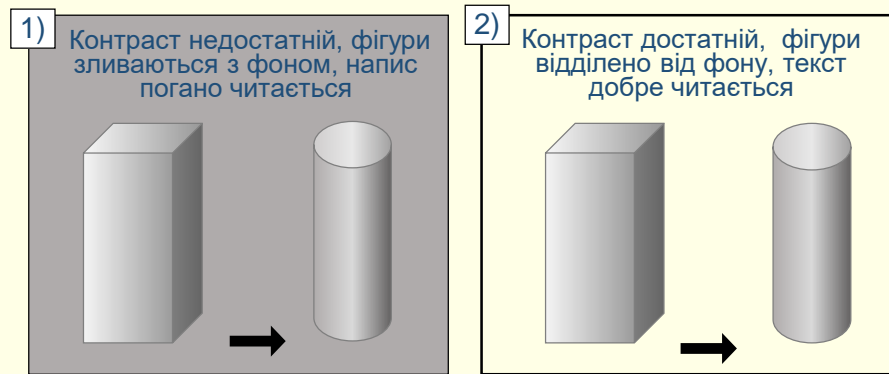 1)
Контраст недостатній, фігури
зливаються з фоном, напис
погано читається
2)
Контраст достатній, фігури
відділено від фону, текст
добре читається